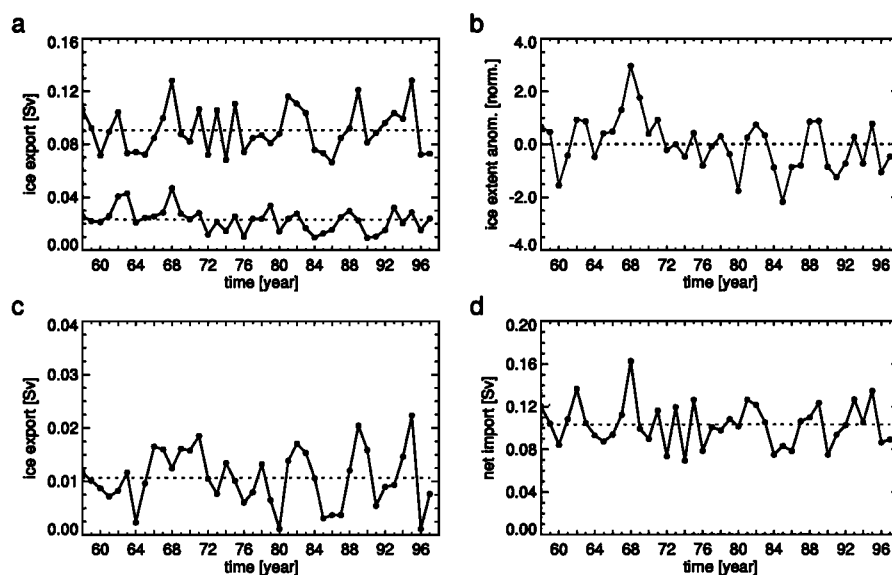 a
0.16
0.12
0.08
0.04
0.00
ice export [Sv]
60 64 68 72 76 80 84 88 92 96
time [year]
b
4.0
2.0
0.0
-2.0
-4.0
ice extent anom. [norm.]
60 64 68 72 76 80 84 88 92 96
time [year]
c
0.04
0.03
0.02
0.01
0.00
ice export [Sv]
60 64 68 72 76 80 84 88 92 96
time [year]
d
0.20
0.16
0.12
0.08
0.04
0.00
net import [Sv]
60 64 68 72 76 80 84 88 92 96
time [year]